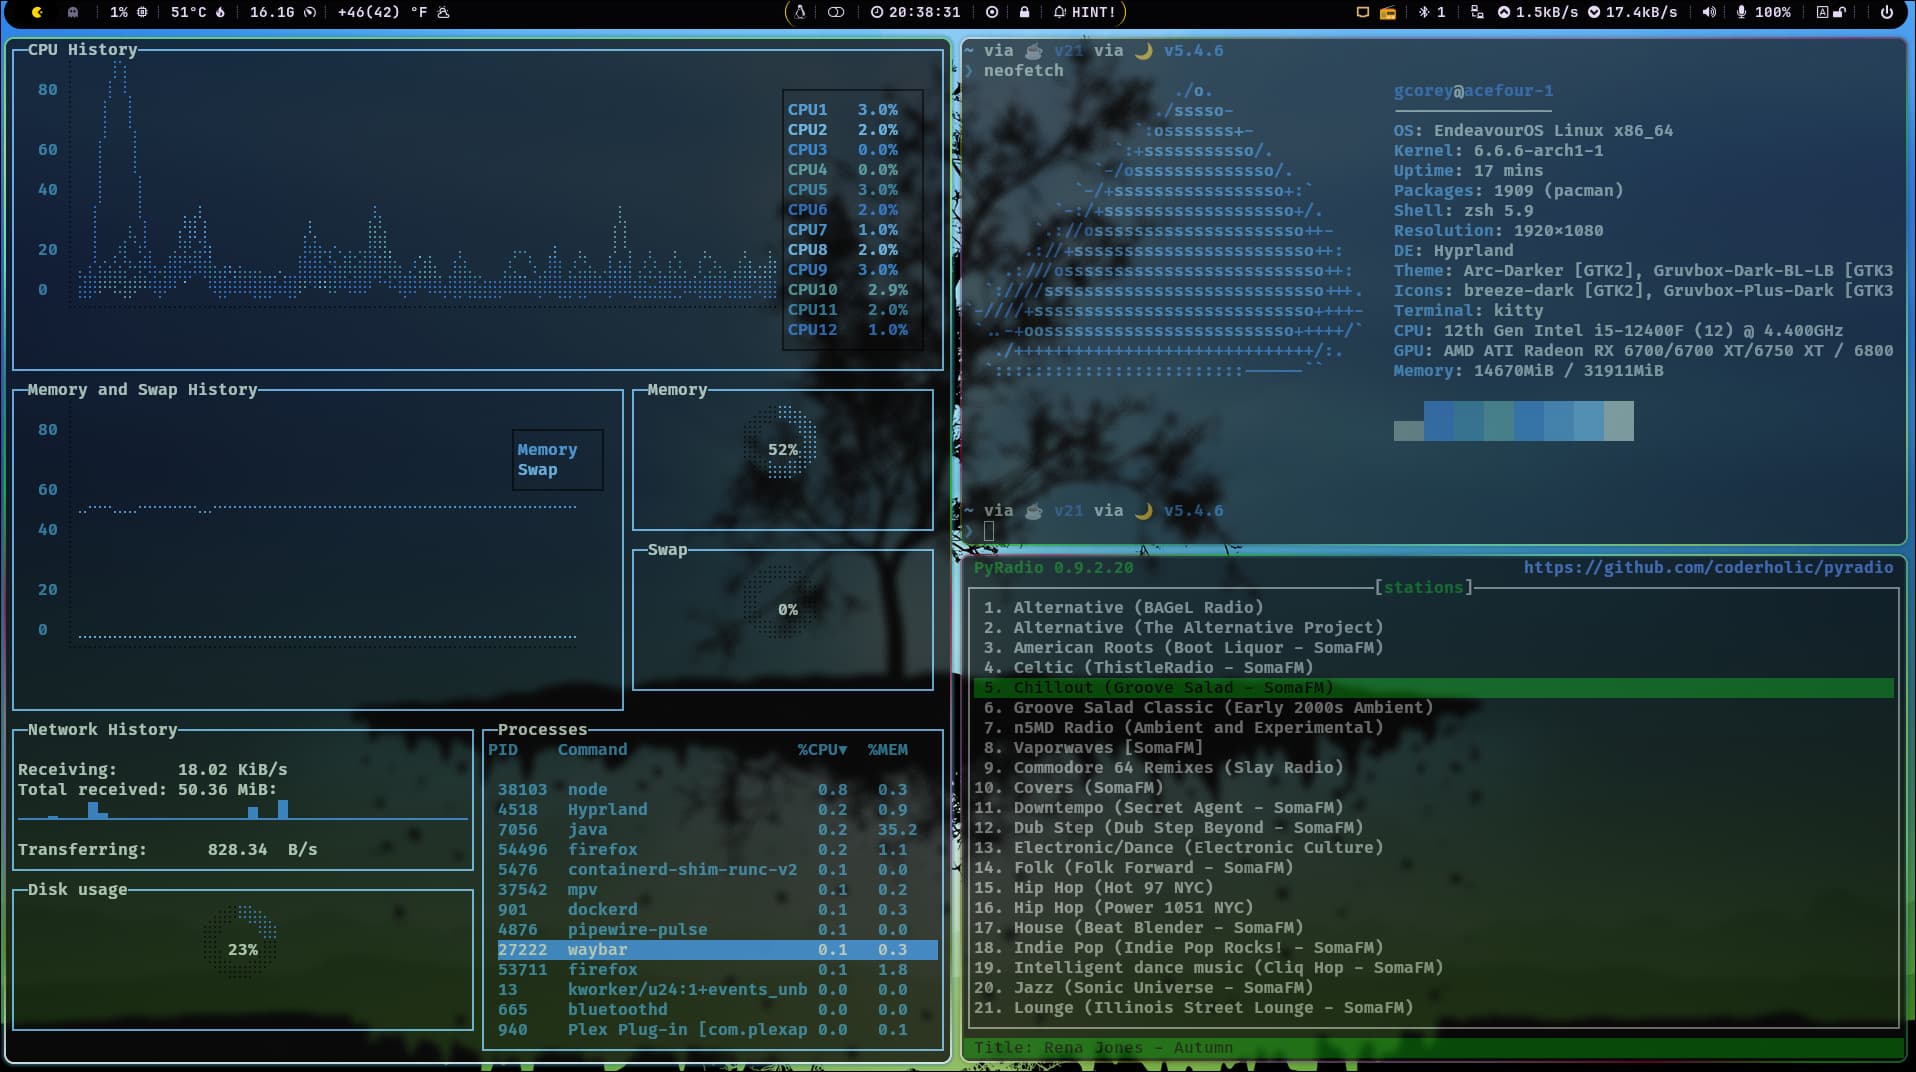 1% 51°C 16.1G +46(42) °F 20:38:31 HINT! 1 1.5kB/s 17.4kB/s 100% A
CPU History
80
60
40
20
0
CPU1 3.0%
CPU2 2.0%
CPU3 0.0%
CPU4 0.0%
CPU5 3.0%
CPU6 2.0%
CPU7 1.0%
CPU8 2.0%
CPU9 3.0%
CPU10 2.9%
CPU11 2.0%
CPU12 1.0%
Memory and Swap History
80
60
40
20
0
Memory
Swap
Memory
52%
Swap
0%
Network History
Receiving: 18.02 KiB/s
Total received: 50.36 MiB:
Transferring: 828.34 B/s
Disk usage
23%
Processes
PID Command %CPU▼ %MEM
38103 node 0.8 0.3
4518 Hyprland 0.2 0.9
7056 java 0.2 35.2
54496 firefox 0.2 1.1
5476 containerd-shim-runc-v2 0.1 0.0
37542 mpv 0.1 0.2
901 dockerd 0.1 0.3
4876 pipewire-pulse 0.1 0.0
27222 waybar 0.1 0.3
53711 firefox 0.1 1.8
13 kworker/u24:1+events_unb 0.0 0.0
665 bluetoothd 0.0 0.0
940 Plex Plug-in [com.plexap 0.0 0.1
~ via ☕ v21 via 🌙 v5.4.6
❯ neofetch
./o.
./sssso-
`:osssssss+-
`:+sssssssssso/.
`-/ossssssssssssso/.
`-/+sssssssssssssssso+:`
`-:/+sssssssssssssssssso+/.
`.://osssssssssssssssssssso++-
.://+ssssssssssssssssssssssso++:
.:///ossssssssssssssssssssssssso++:
`:////ssssssssssssssssssssssssssso+++.
`-////+ssssssssssssssssssssssssssso++++-
`..-+oosssssssssssssssssssssssso+++++/`
./++++++++++++++++++++++++++++++/:.
`:::::::::::::::::::::::::------``
gcorey@acefour-1
----------------
OS: EndeavourOS Linux x86_64
Kernel: 6.6.6-arch1-1
Uptime: 17 mins
Packages: 1909 (pacman)
Shell: zsh 5.9
Resolution: 1920×1080
DE: Hyprland
Theme: Arc-Darker [GTK2], Gruvbox-Dark-BL-LB [GTK3
Icons: breeze-dark [GTK2], Gruvbox-Plus-Dark [GTK3
Terminal: kitty
CPU: 12th Gen Intel i5-12400F (12) @ 4.400GHz
GPU: AMD ATI Radeon RX 6700/6700 XT/6750 XT / 6800
Memory: 14670MiB / 31911MiB
~ via ☕ v21 via 🌙 v5.4.6
❯
PyRadio 0.9.2.20 https://github.com/coderholic/pyradio
[stations]
1. Alternative (BAGeL Radio)
2. Alternative (The Alternative Project)
3. American Roots (Boot Liquor - SomaFM)
4. Celtic (ThistleRadio - SomaFM)
5. Chillout (Groove Salad - SomaFM)
6. Groove Salad Classic (Early 2000s Ambient)
7. n5MD Radio (Ambient and Experimental)
8. Vaporwaves [SomaFM]
9. Commodore 64 Remixes (Slay Radio)
10. Covers (SomaFM)
11. Downtempo (Secret Agent - SomaFM)
12. Dub Step (Dub Step Beyond - SomaFM)
13. Electronic/Dance (Electronic Culture)
14. Folk (Folk Forward - SomaFM)
15. Hip Hop (Hot 97 NYC)
16. Hip Hop (Power 1051 NYC)
17. House (Beat Blender - SomaFM)
18. Indie Pop (Indie Pop Rocks! - SomaFM)
19. Intelligent dance music (Cliq Hop - SomaFM)
20. Jazz (Sonic Universe - SomaFM)
21. Lounge (Illinois Street Lounge - SomaFM)
Title: Rena Jones - Autumn